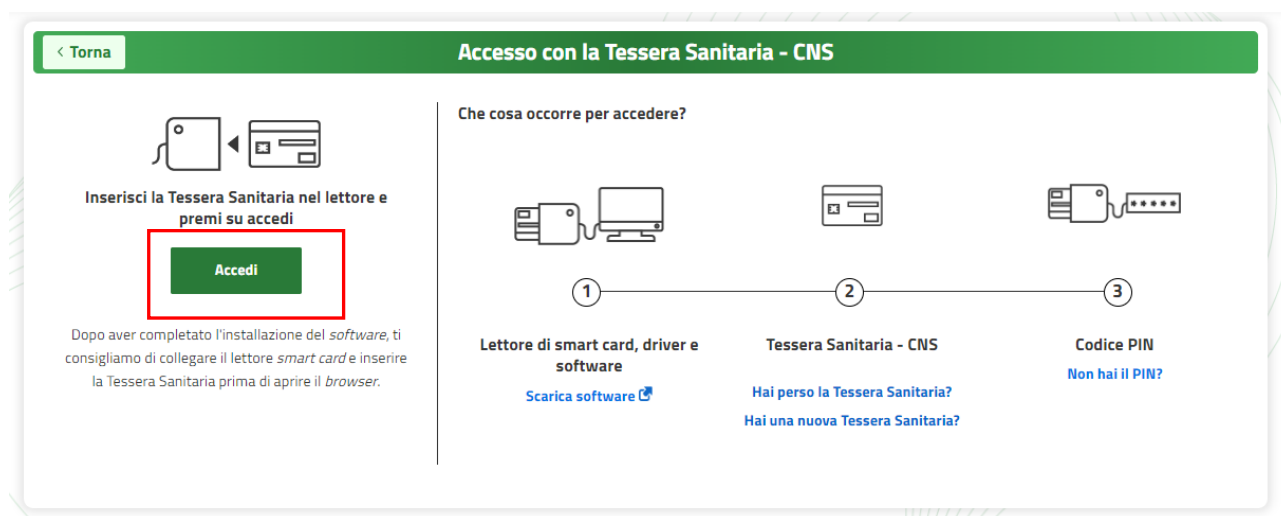 < Torna
Accesso con la Tessera Sanitaria - CNS
Inserisci la Tessera Sanitaria nel lettore e
premi su accedi
Accedi
Dopo aver completato l'installazione del software, ti
consigliamo di collegare il lettore smart card e inserire
la Tessera Sanitaria prima di aprire il browser.
Che cosa occorre per accedere?
1
Lettore di smart card, driver e
software
Scarica software
2
Tessera Sanitaria - CNS
Hai perso la Tessera Sanitaria?
Hai una nuova Tessera Sanitaria?
3
Codice PIN
Non hai il PIN?